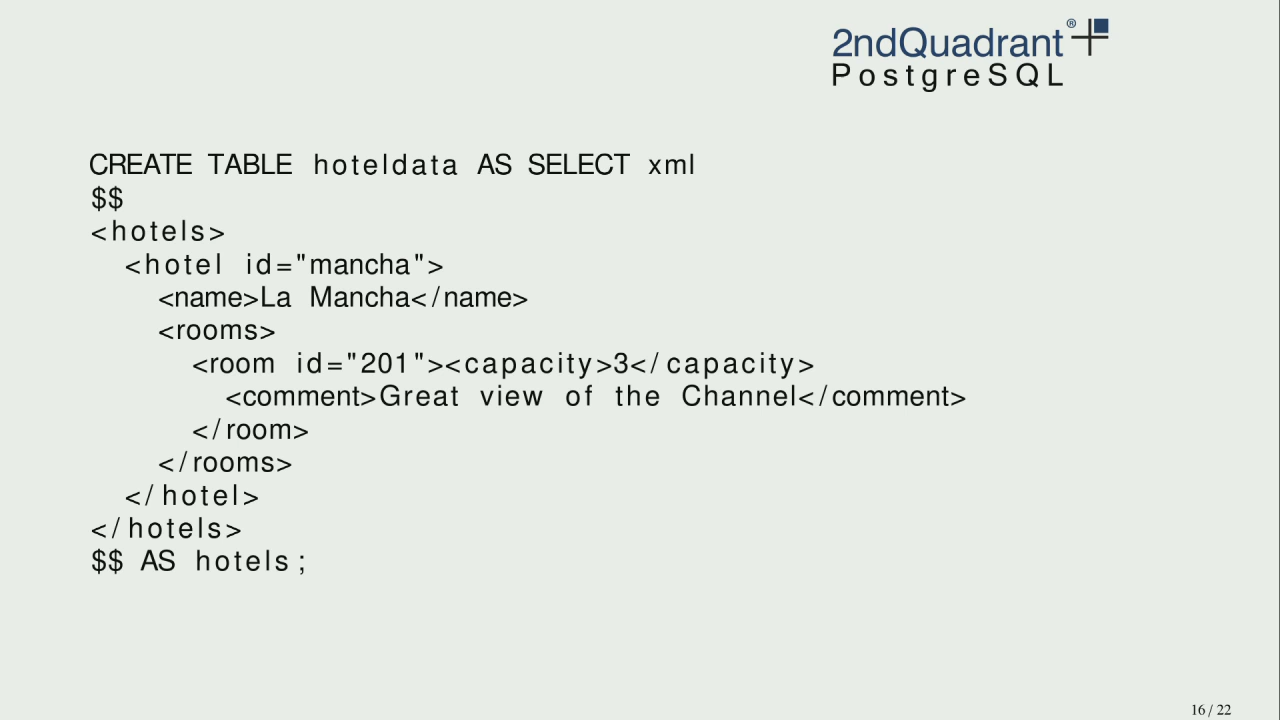 2ndQuadrant®
PostgreSQL
CREATE TABLE hoteldata AS SELECT xml
$$
<hotels>
  <hotel id="mancha">
    <name>La Mancha</name>
    <rooms>
      <room id="201"><capacity>3</capacity>
        <comment>Great view of the Channel</comment>
      </room>
    </rooms>
  </hotel>
</hotels>
$$ AS hotels;
16 / 22